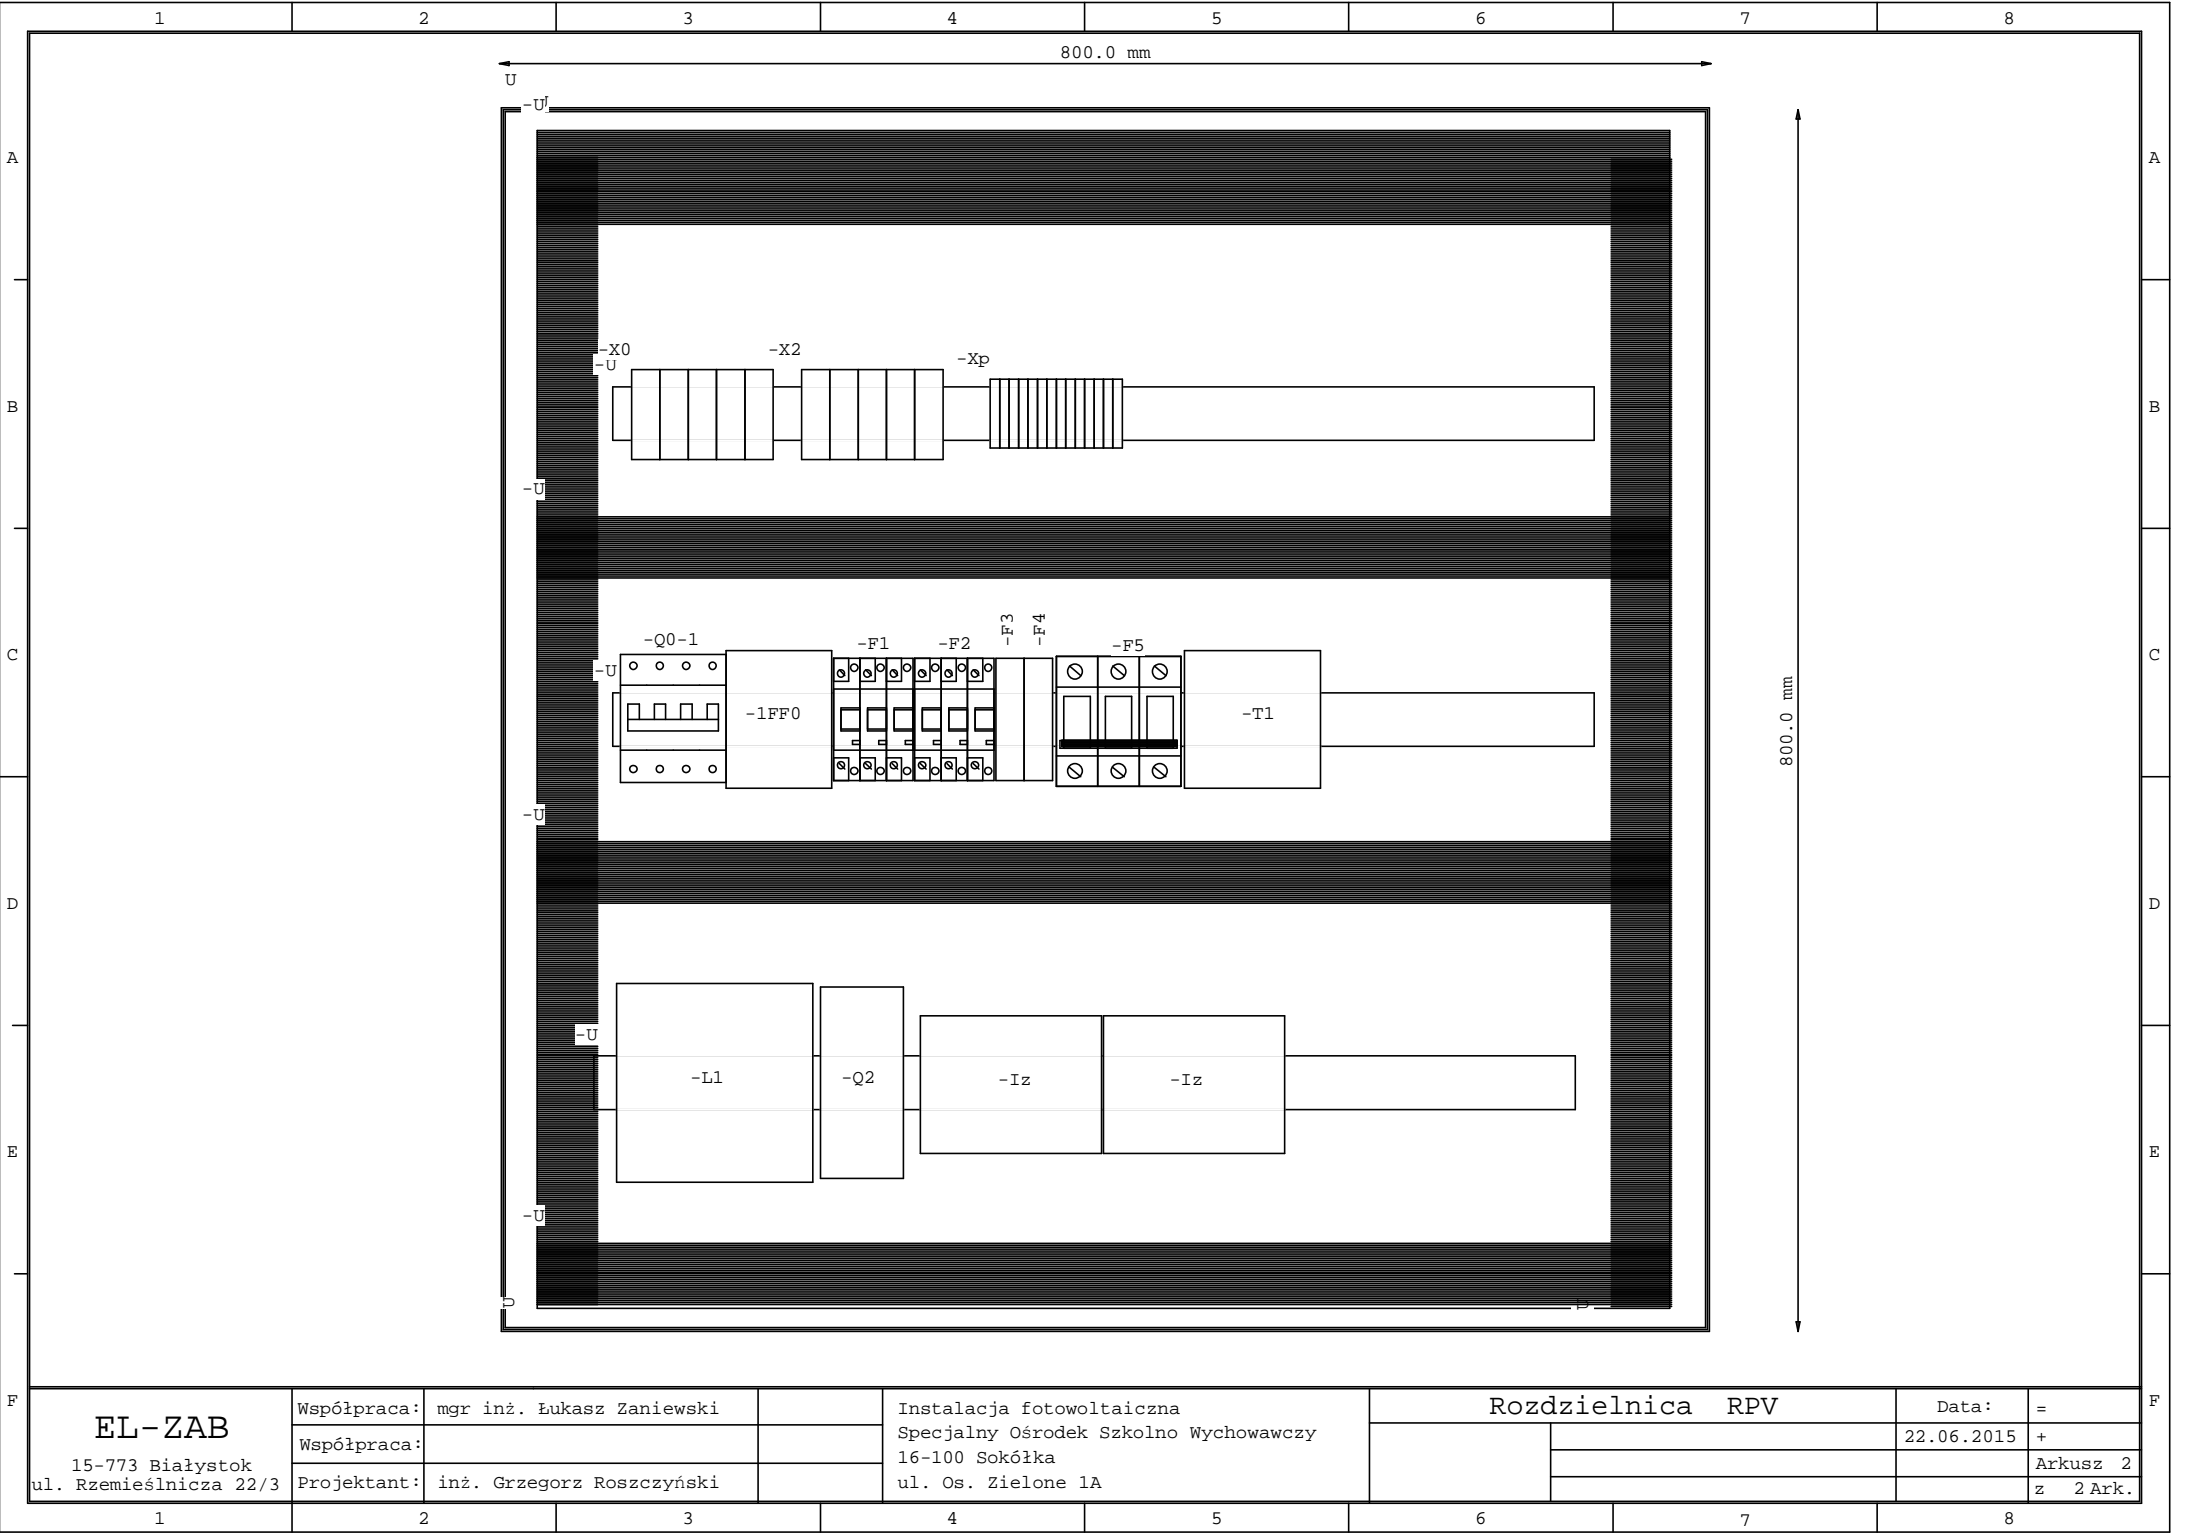 1 2 3 4 5 6 7 8
800.0 mm
U
-U
A A
-X0 -X2 -Xp
-U
B B
-U
-F3 -F4
-Q0-1 -F1 -F2 -F5
C C
-U
-1FF0 -T1
800.0 mm
-U
D D
-U
-L1 -Q2 -Iz -Iz
E E
-U
U
F F
EL-ZAB
15-773 Białystok
ul. Rzemieślnicza 22/3
Współpraca: mgr inż. Łukasz Zaniewski
Współpraca:
Projektant: inż. Grzegorz Roszczyński
Instalacja fotowoltaiczna
Specjalny Ośrodek Szkolno Wychowawczy
16-100 Sokółka
ul. Os. Zielone 1A
Rozdzielnica RPV
Data:
22.06.2015
=
+
Arkusz 2
z 2 Ark.
1 2 3 4 5 6 7 8